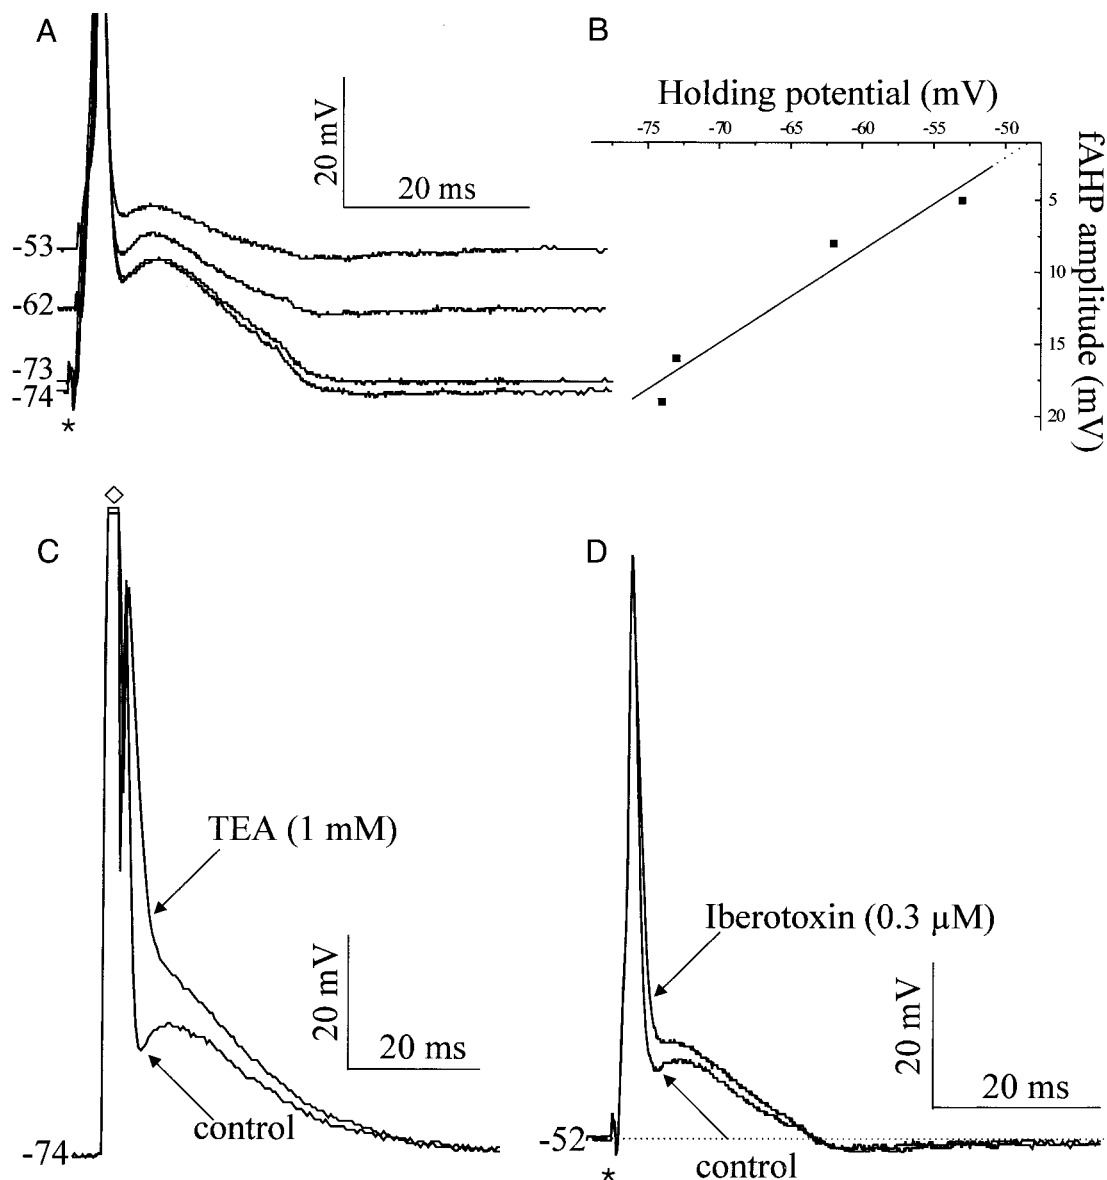 A
20 mV
20 ms
-53
-62
-73
-74
*
B
Holding potential (mV)
-75 -70 -65 -60 -55 -50
5
10
15
20
fAHP amplitude (mV)
C
TEA (1 mM)
20 mV
20 ms
control
-74
D
Iberotoxin (0.3 µM)
20 mV
20 ms
-52
control
*